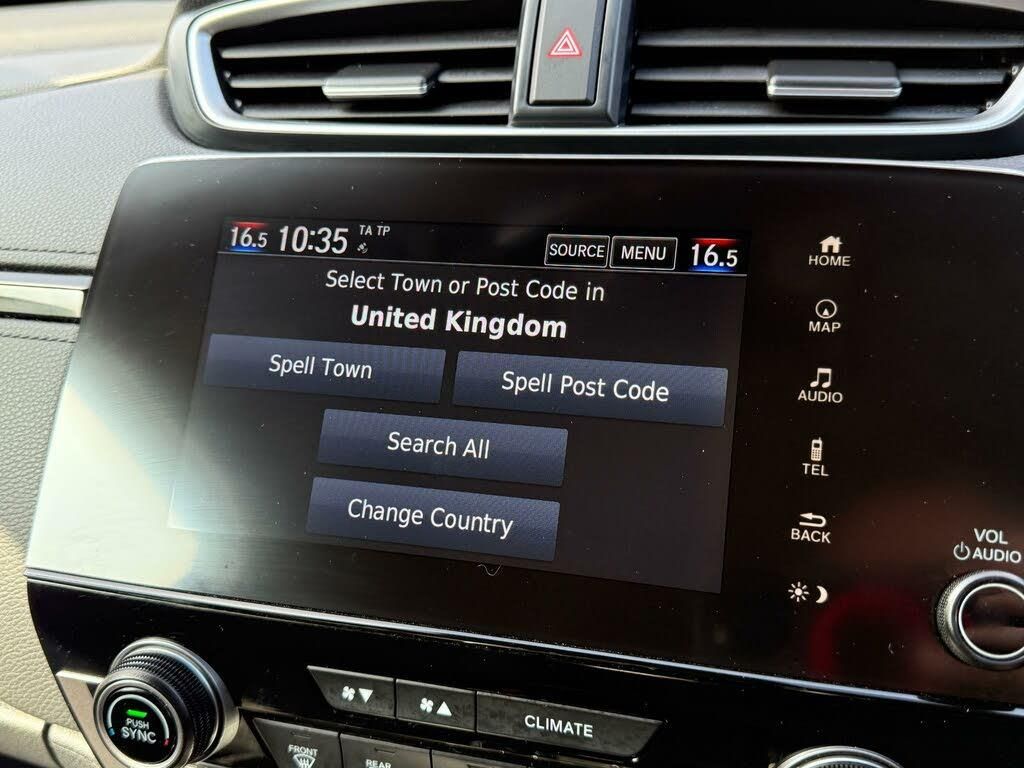 16.5 10:35 TA TP SOURCE MENU 16.5
Select Town or Post Code in
United Kingdom
Spell Town
Spell Post Code
Search All
Change Country
HOME
MAP
AUDIO
TEL
BACK
VOL
AUDIO
PUSH
SYNC
CLIMATE
FRONT
REAR